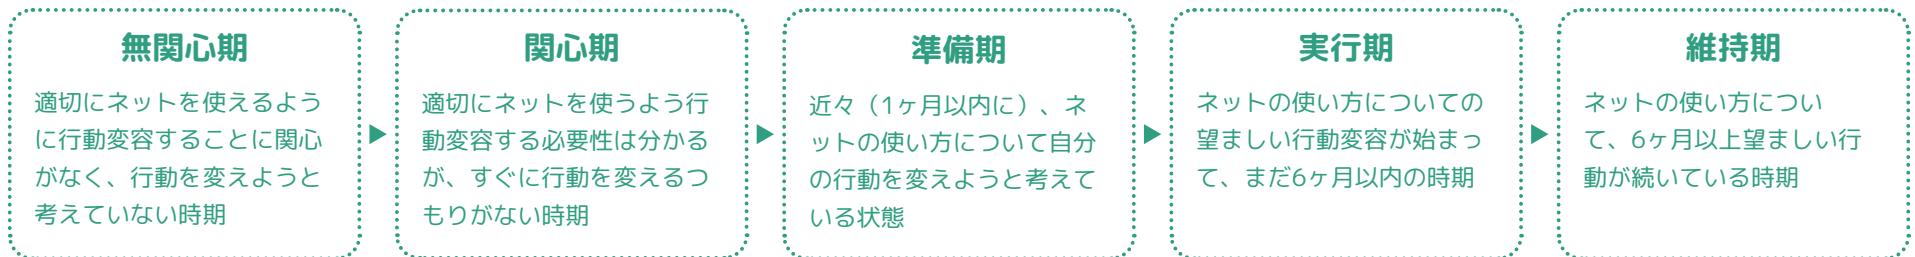 無関心期
適切にネットを使えるよう
に行動変容することに関心
がなく、行動を変えようと
考えていない時期
関心期
適切にネットを使うよう行
動変容する必要性は分かる
が、すぐに行動を変えるつ
もりがない時期
準備期
近々（1ヶ月以内に）、ネ
ットの使い方について自分
の行動を変えようと考えて
いる状態
実行期
ネットの使い方についての
望ましい行動変容が始まっ
て、まだ6ヶ月以内の時期
維持期
ネットの使い方につい
て、6ヶ月以上望ましい行
動が続いている時期